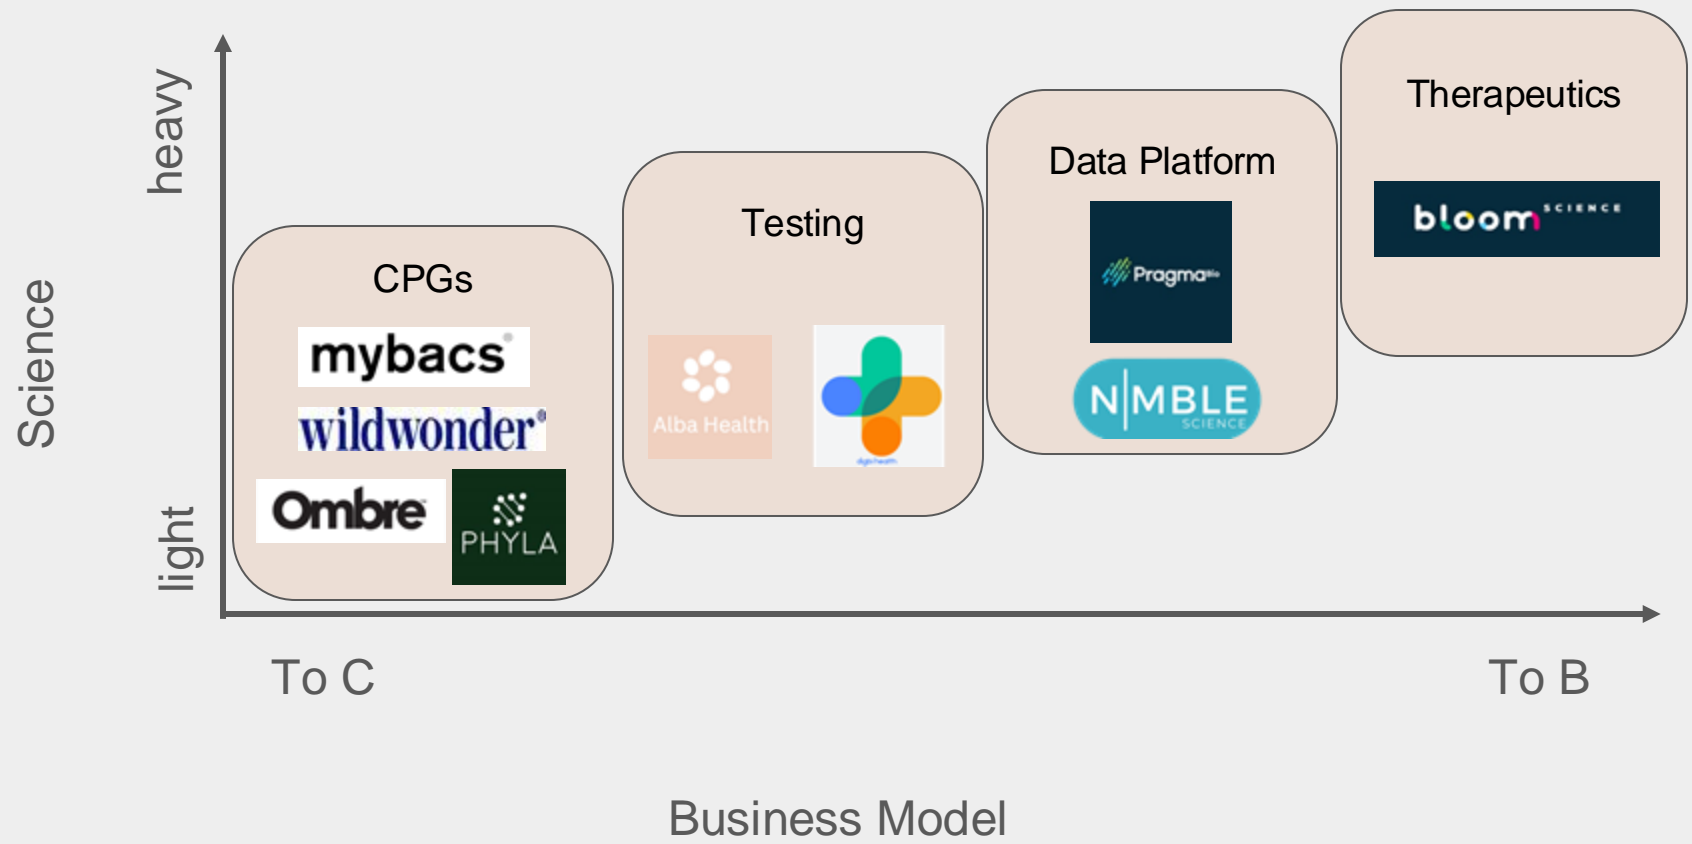 Therapeutics
bloom SCIENCE
Data Platform
PragmaBio
NIMBLE
SCIENCE
Testing
Alba Health
CPGs
mybacs®
wildwonder®
Ombre
PHYLA
Science
heavy
light
To C
To B
Business Model